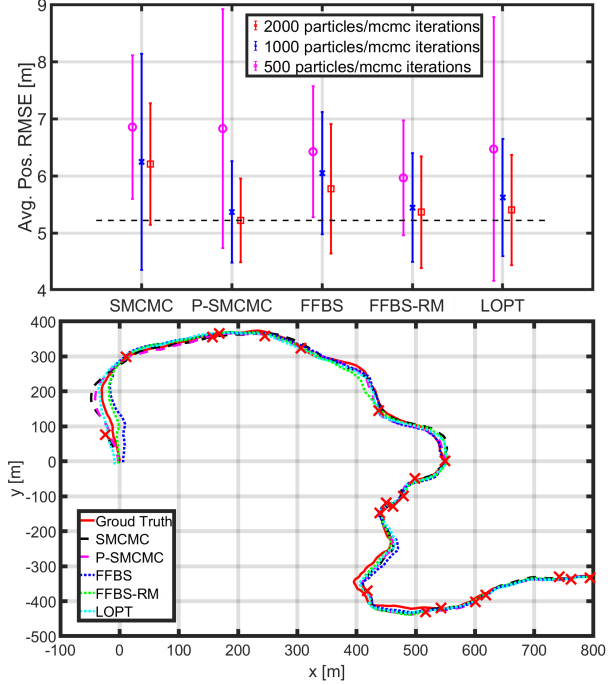 9
8
7
6
5
4
Avg. Pos. RMSE [m]
2000 particles/mcmc iterations
1000 particles/mcmc iterations
500 particles/mcmc iterations
SMCMC P-SMCMC FFBS FFBS-RM LOPT
400
300
200
100
0
-100
-200
-300
-400
-500
y [m]
Groud Truth
SMCMC
P-SMCMC
FFBS
FFBS-RM
LOPT
-100 0 100 200 300 400 500 600 700 800
x [m]